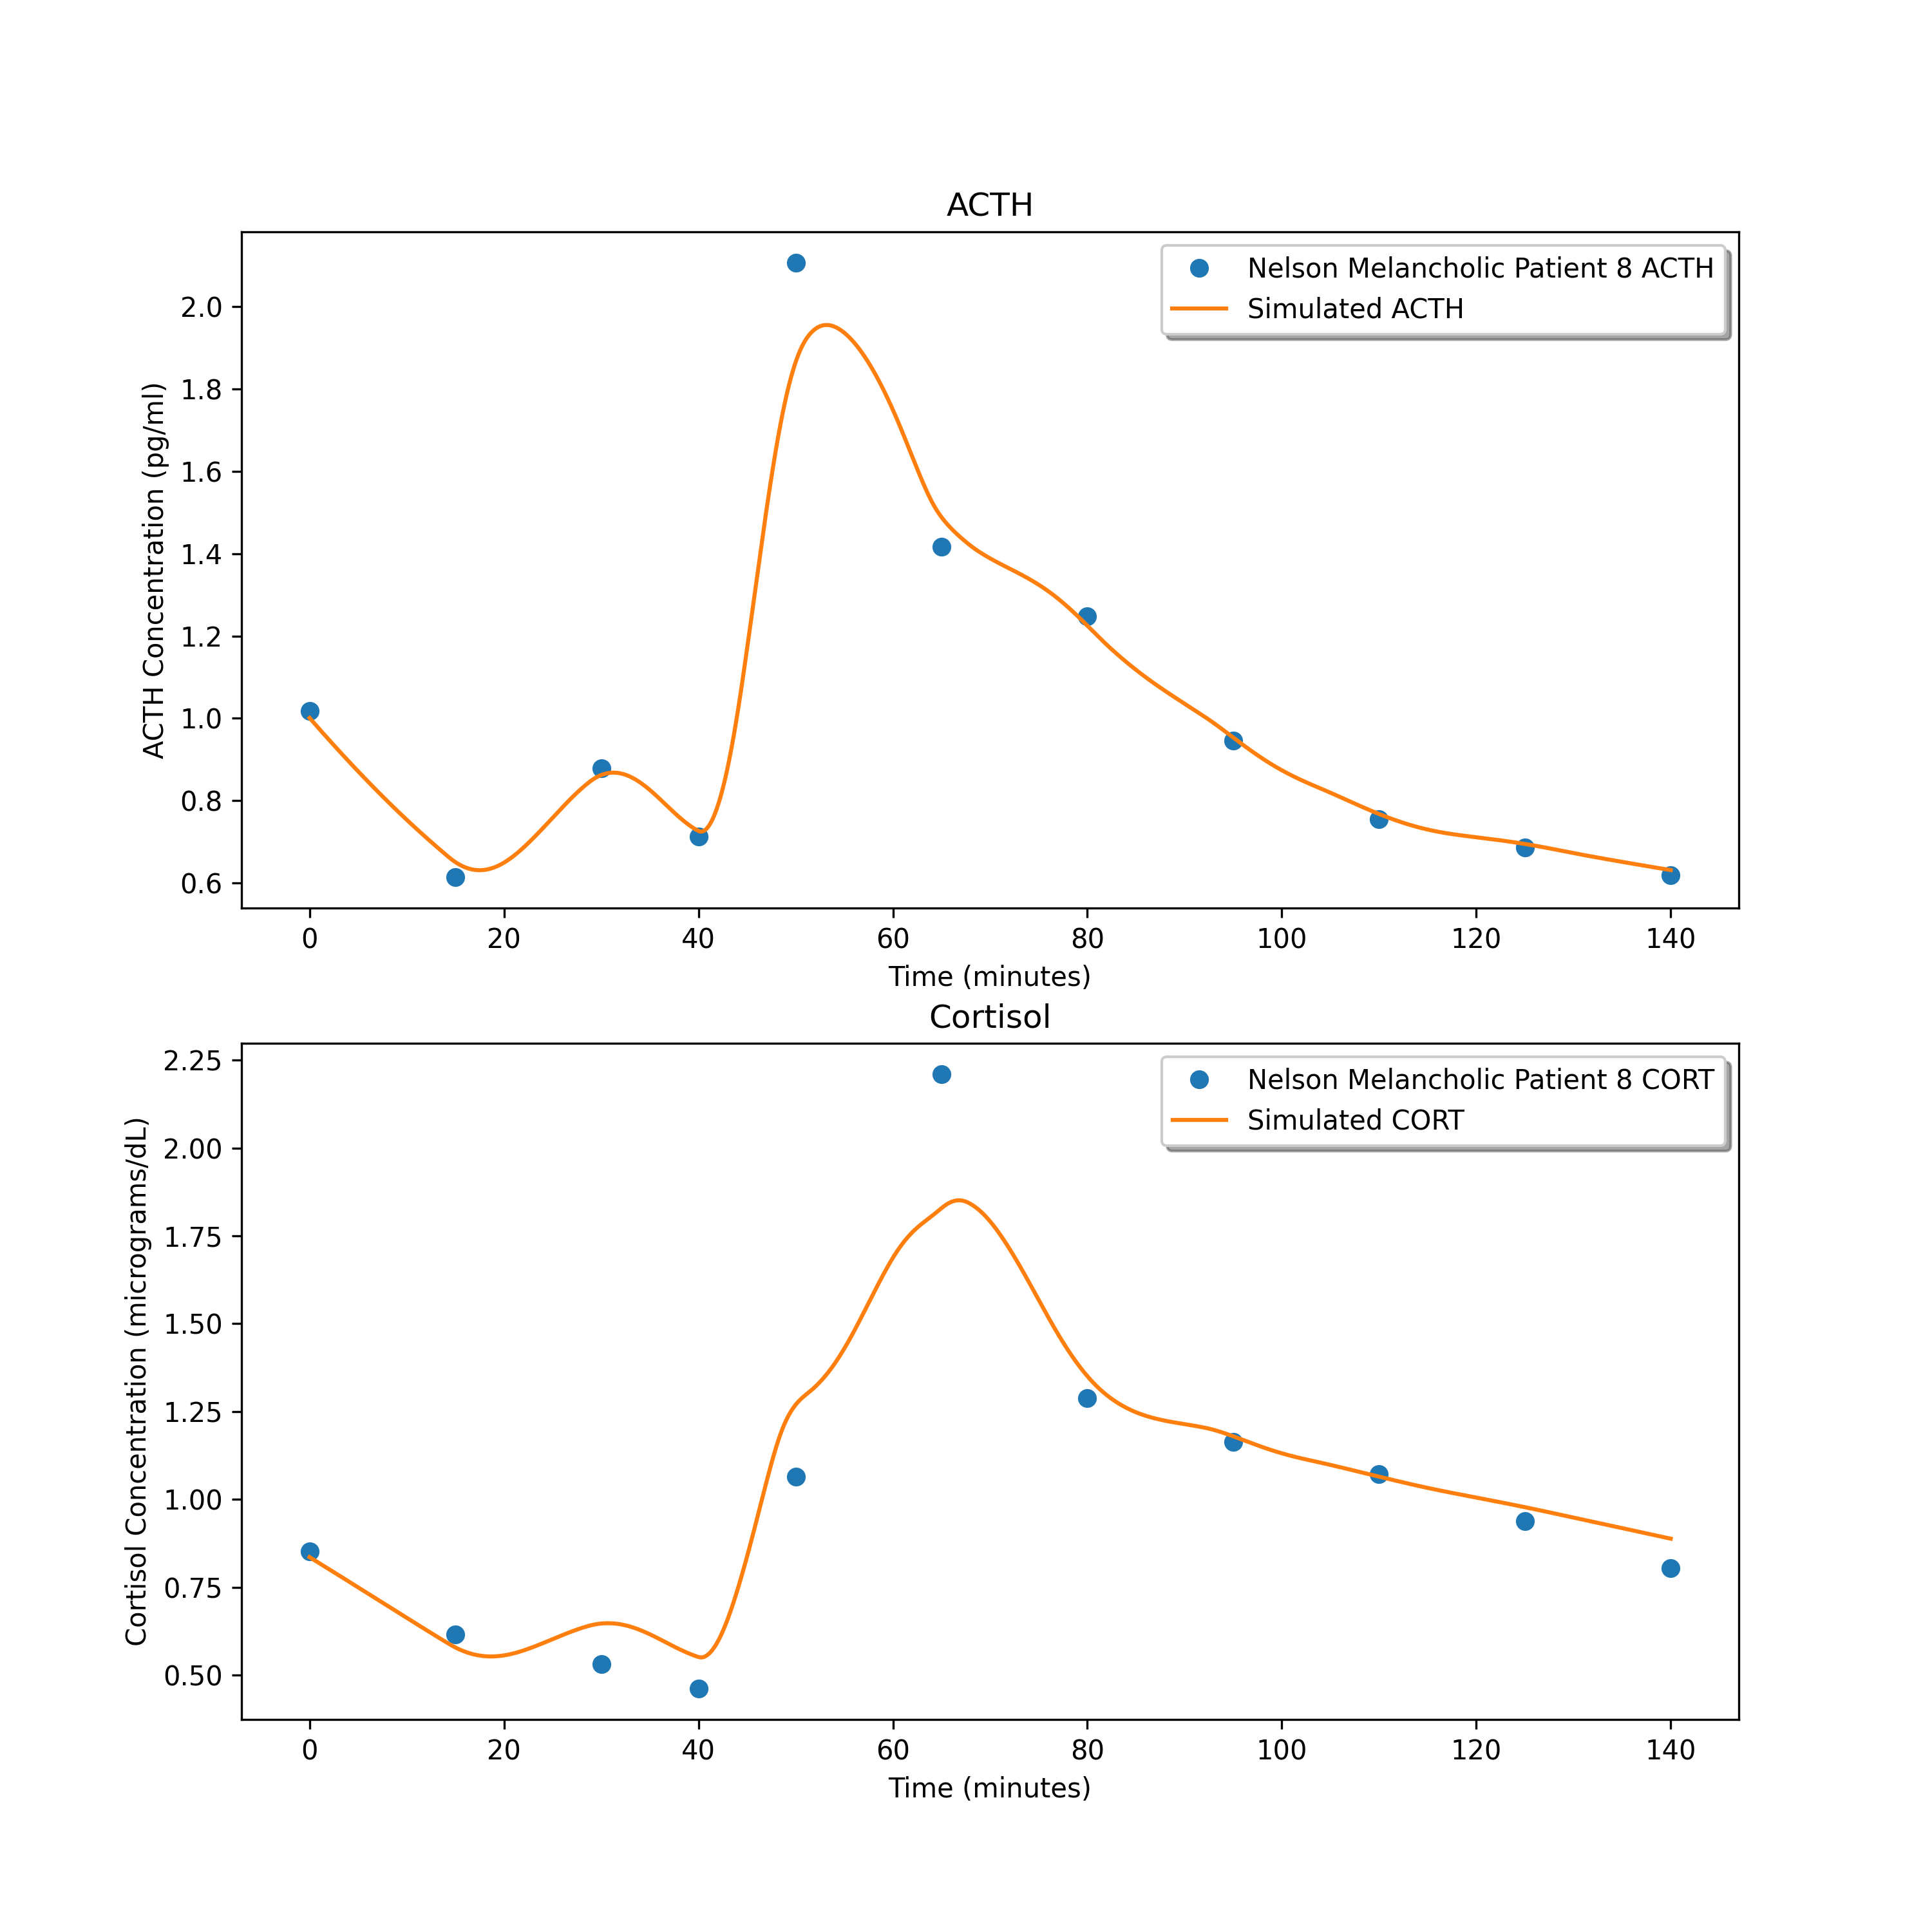 ACTH
Nelson Melancholic Patient 8 ACTH
Simulated ACTH
ACTH Concentration (pg/ml)
2.0
1.8
1.6
1.4
1.2
1.0
0.8
0.6
0 20 40 60 80 100 120 140
Time (minutes)
Cortisol
Nelson Melancholic Patient 8 CORT
Simulated CORT
Cortisol Concentration (micrograms/dL)
2.25
2.00
1.75
1.50
1.25
1.00
0.75
0.50
0 20 40 60 80 100 120 140
Time (minutes)